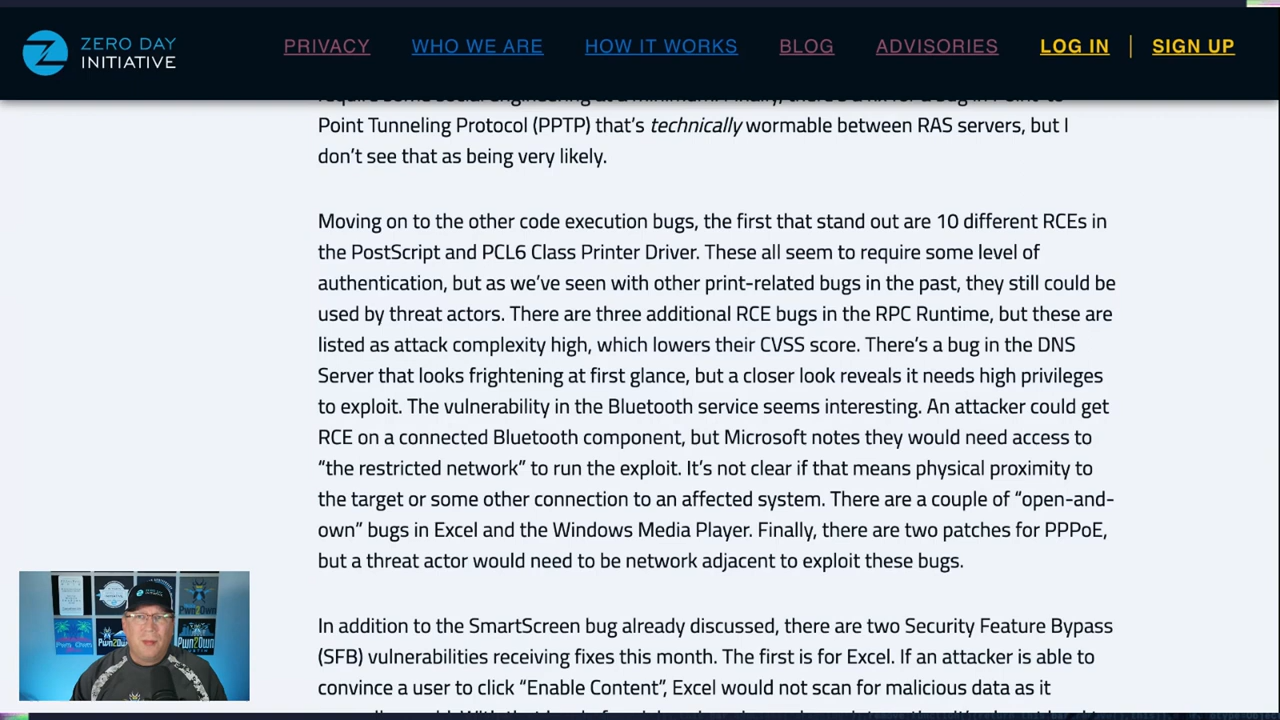 ZERO DAY
INITIATIVE
PRIVACY
WHO WE ARE
HOW IT WORKS
BLOG
ADVISORIES
LOG IN
SIGN UP
Point Tunneling Protocol (PPTP) that’s technically wormable between RAS servers, but I
don’t see that as being very likely.
Moving on to the other code execution bugs, the first that stand out are 10 different RCEs in
the PostScript and PCL6 Class Printer Driver. These all seem to require some level of
authentication, but as we’ve seen with other print-related bugs in the past, they still could be
used by threat actors. There are three additional RCE bugs in the RPC Runtime, but these are
listed as attack complexity high, which lowers their CVSS score. There’s a bug in the DNS
Server that looks frightening at first glance, but a closer look reveals it needs high privileges
to exploit. The vulnerability in the Bluetooth service seems interesting. An attacker could get
RCE on a connected Bluetooth component, but Microsoft notes they would need access to
“the restricted network” to run the exploit. It’s not clear if that means physical proximity to
the target or some other connection to an affected system. There are a couple of “open-and-
own” bugs in Excel and the Windows Media Player. Finally, there are two patches for PPPoE,
but a threat actor would need to be network adjacent to exploit these bugs.
In addition to the SmartScreen bug already discussed, there are two Security Feature Bypass
(SFB) vulnerabilities receiving fixes this month. The first is for Excel. If an attacker is able to
convince a user to click “Enable Content”, Excel would not scan for malicious data as it